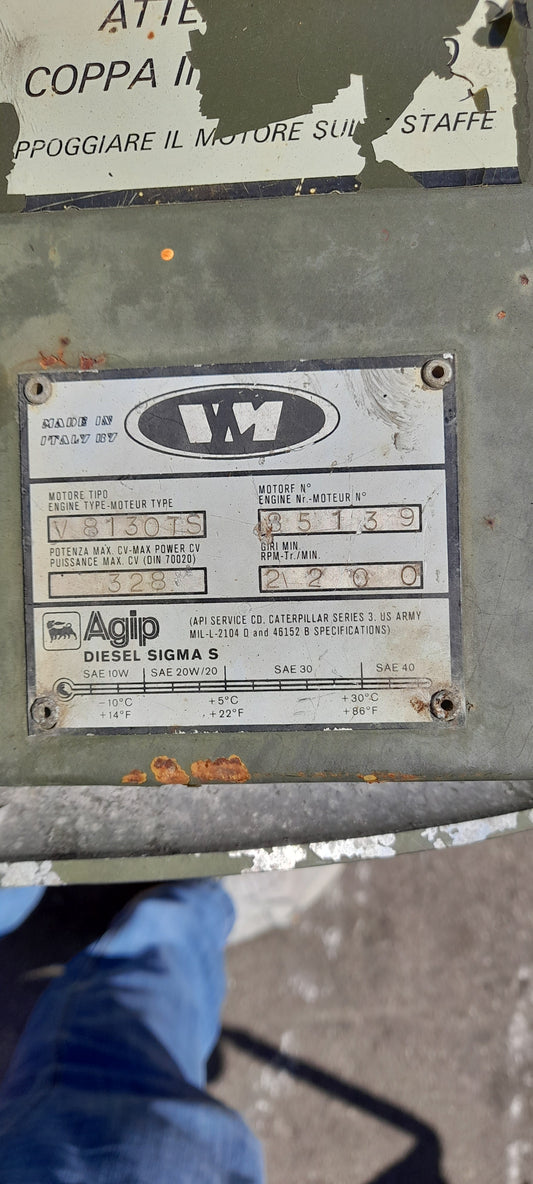 ATTE
COPPA I
PPOGGIARE IL MOTORE SUL STAFFE
MADE IN
ITALY BY
VM
MOTORE TIPO
ENGINE TYPE-MOTEUR TYPE
V8130TS
MOTORF N°
ENGINE Nr.-MOTEUR N°
85139
POTENZA MAX. CV-MAX POWER CV
PUISSANCE MAX. CV (DIN 70020)
328
GIRI MIN.
RPM-Tr./MIN.
2200
Agip
DIESEL SIGMA S
(API SERVICE CD. CATERPILLAR SERIES 3. US ARMY
MIL-L-2104 D and 46152 B SPECIFICATIONS)
SAE 10W SAE 20W/20 SAE 30 SAE 40
-10°C +5°C +30°C
+14°F +22°F +86°F